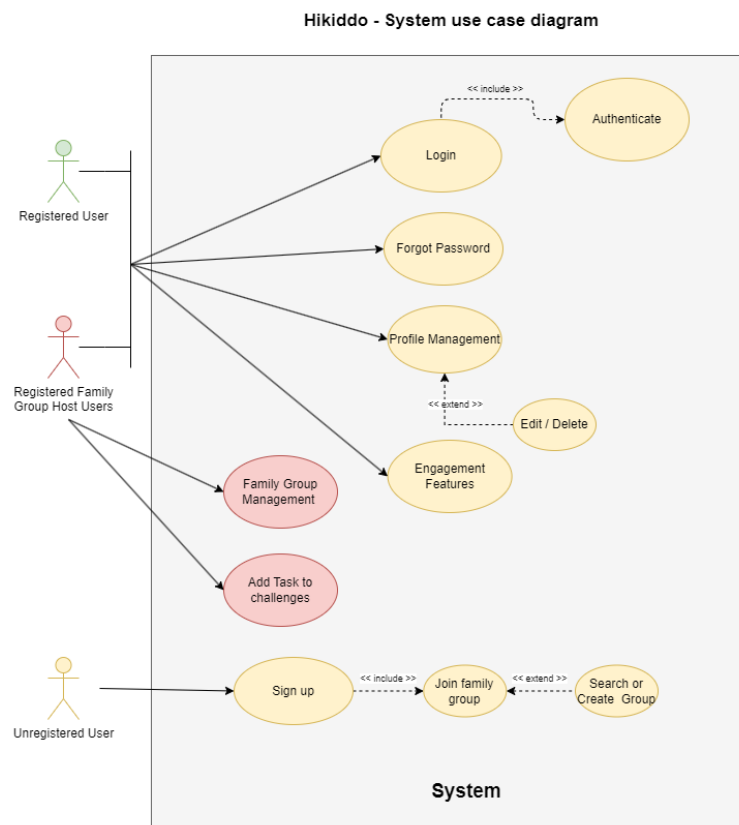 Hikiddo - System use case diagram
<< include >>
Authenticate
Login
Registered User
Forgot Password
Profile Management
Registered Family
Group Host Users
<< extend >>
Edit / Delete
Engagement
Features
Family Group
Management
Add Task to
challenges
Unregistered User
Sign up
<< include >>
Join family
group
<< extend >>
Search or
Create Group
System